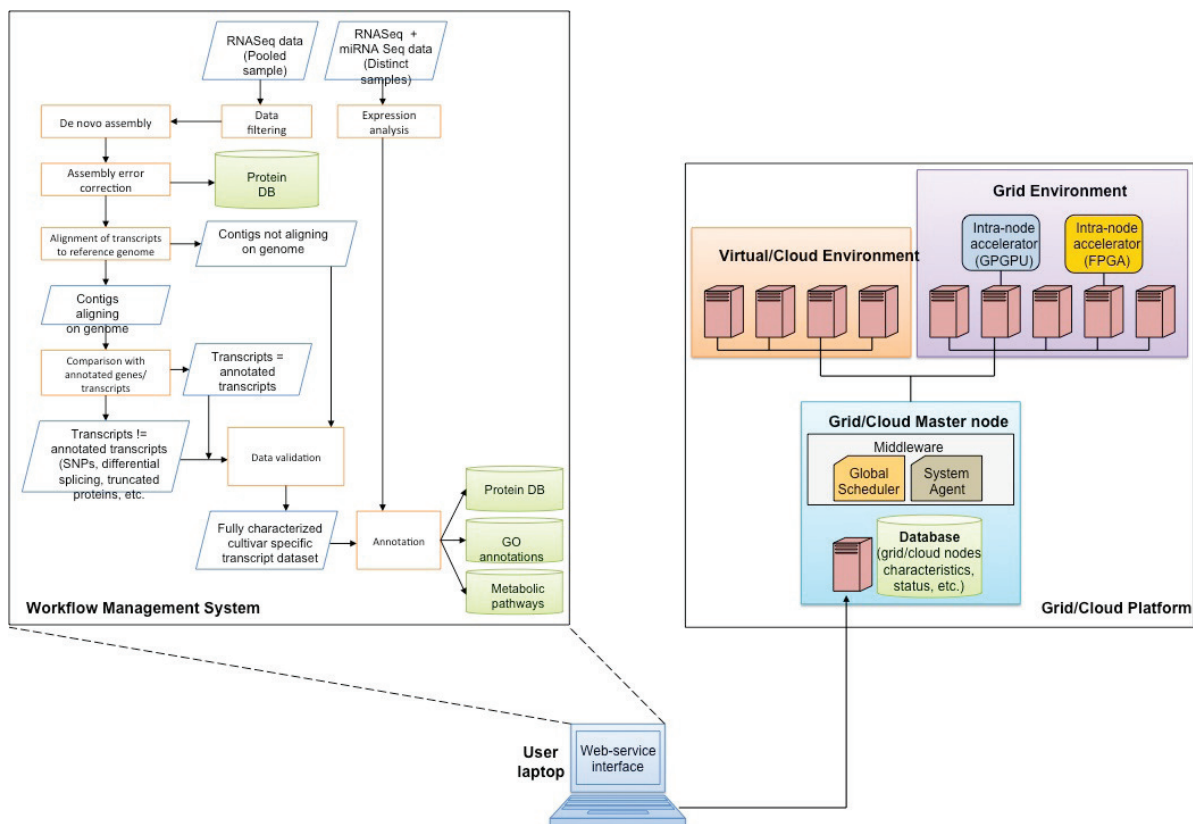 RNASeq data
(Pooled
sample)
RNASeq +
miRNA Seq data
(Distinct
samples)
De novo assembly
Data
filtering
Expression
analysis
Assembly error
correction
Protein
DB
Alignment of transcripts
to reference genome
Contigs not aligning
on genome
Contigs
aligning
on genome
Comparison with
annotated genes/
transcripts
Transcripts =
annotated
transcripts
Transcripts !=
annotated transcripts
(SNPs, differential
splicing, truncated
proteins, etc.
Data validation
Fully characterized
cultivar specific
transcript dataset
Annotation
Protein DB
GO
annotations
Metabolic
pathways
Workflow Management System
Grid Environment
Intra-node
accelerator
(GPGPU)
Intra-node
accelerator
(FPGA)
Virtual/Cloud Environment
Grid/Cloud Master node
Middleware
Global
Scheduler
System
Agent
Database
(grid/cloud nodes
characteristics,
status, etc.)
Grid/Cloud Platform
User
laptop
Web-service
interface